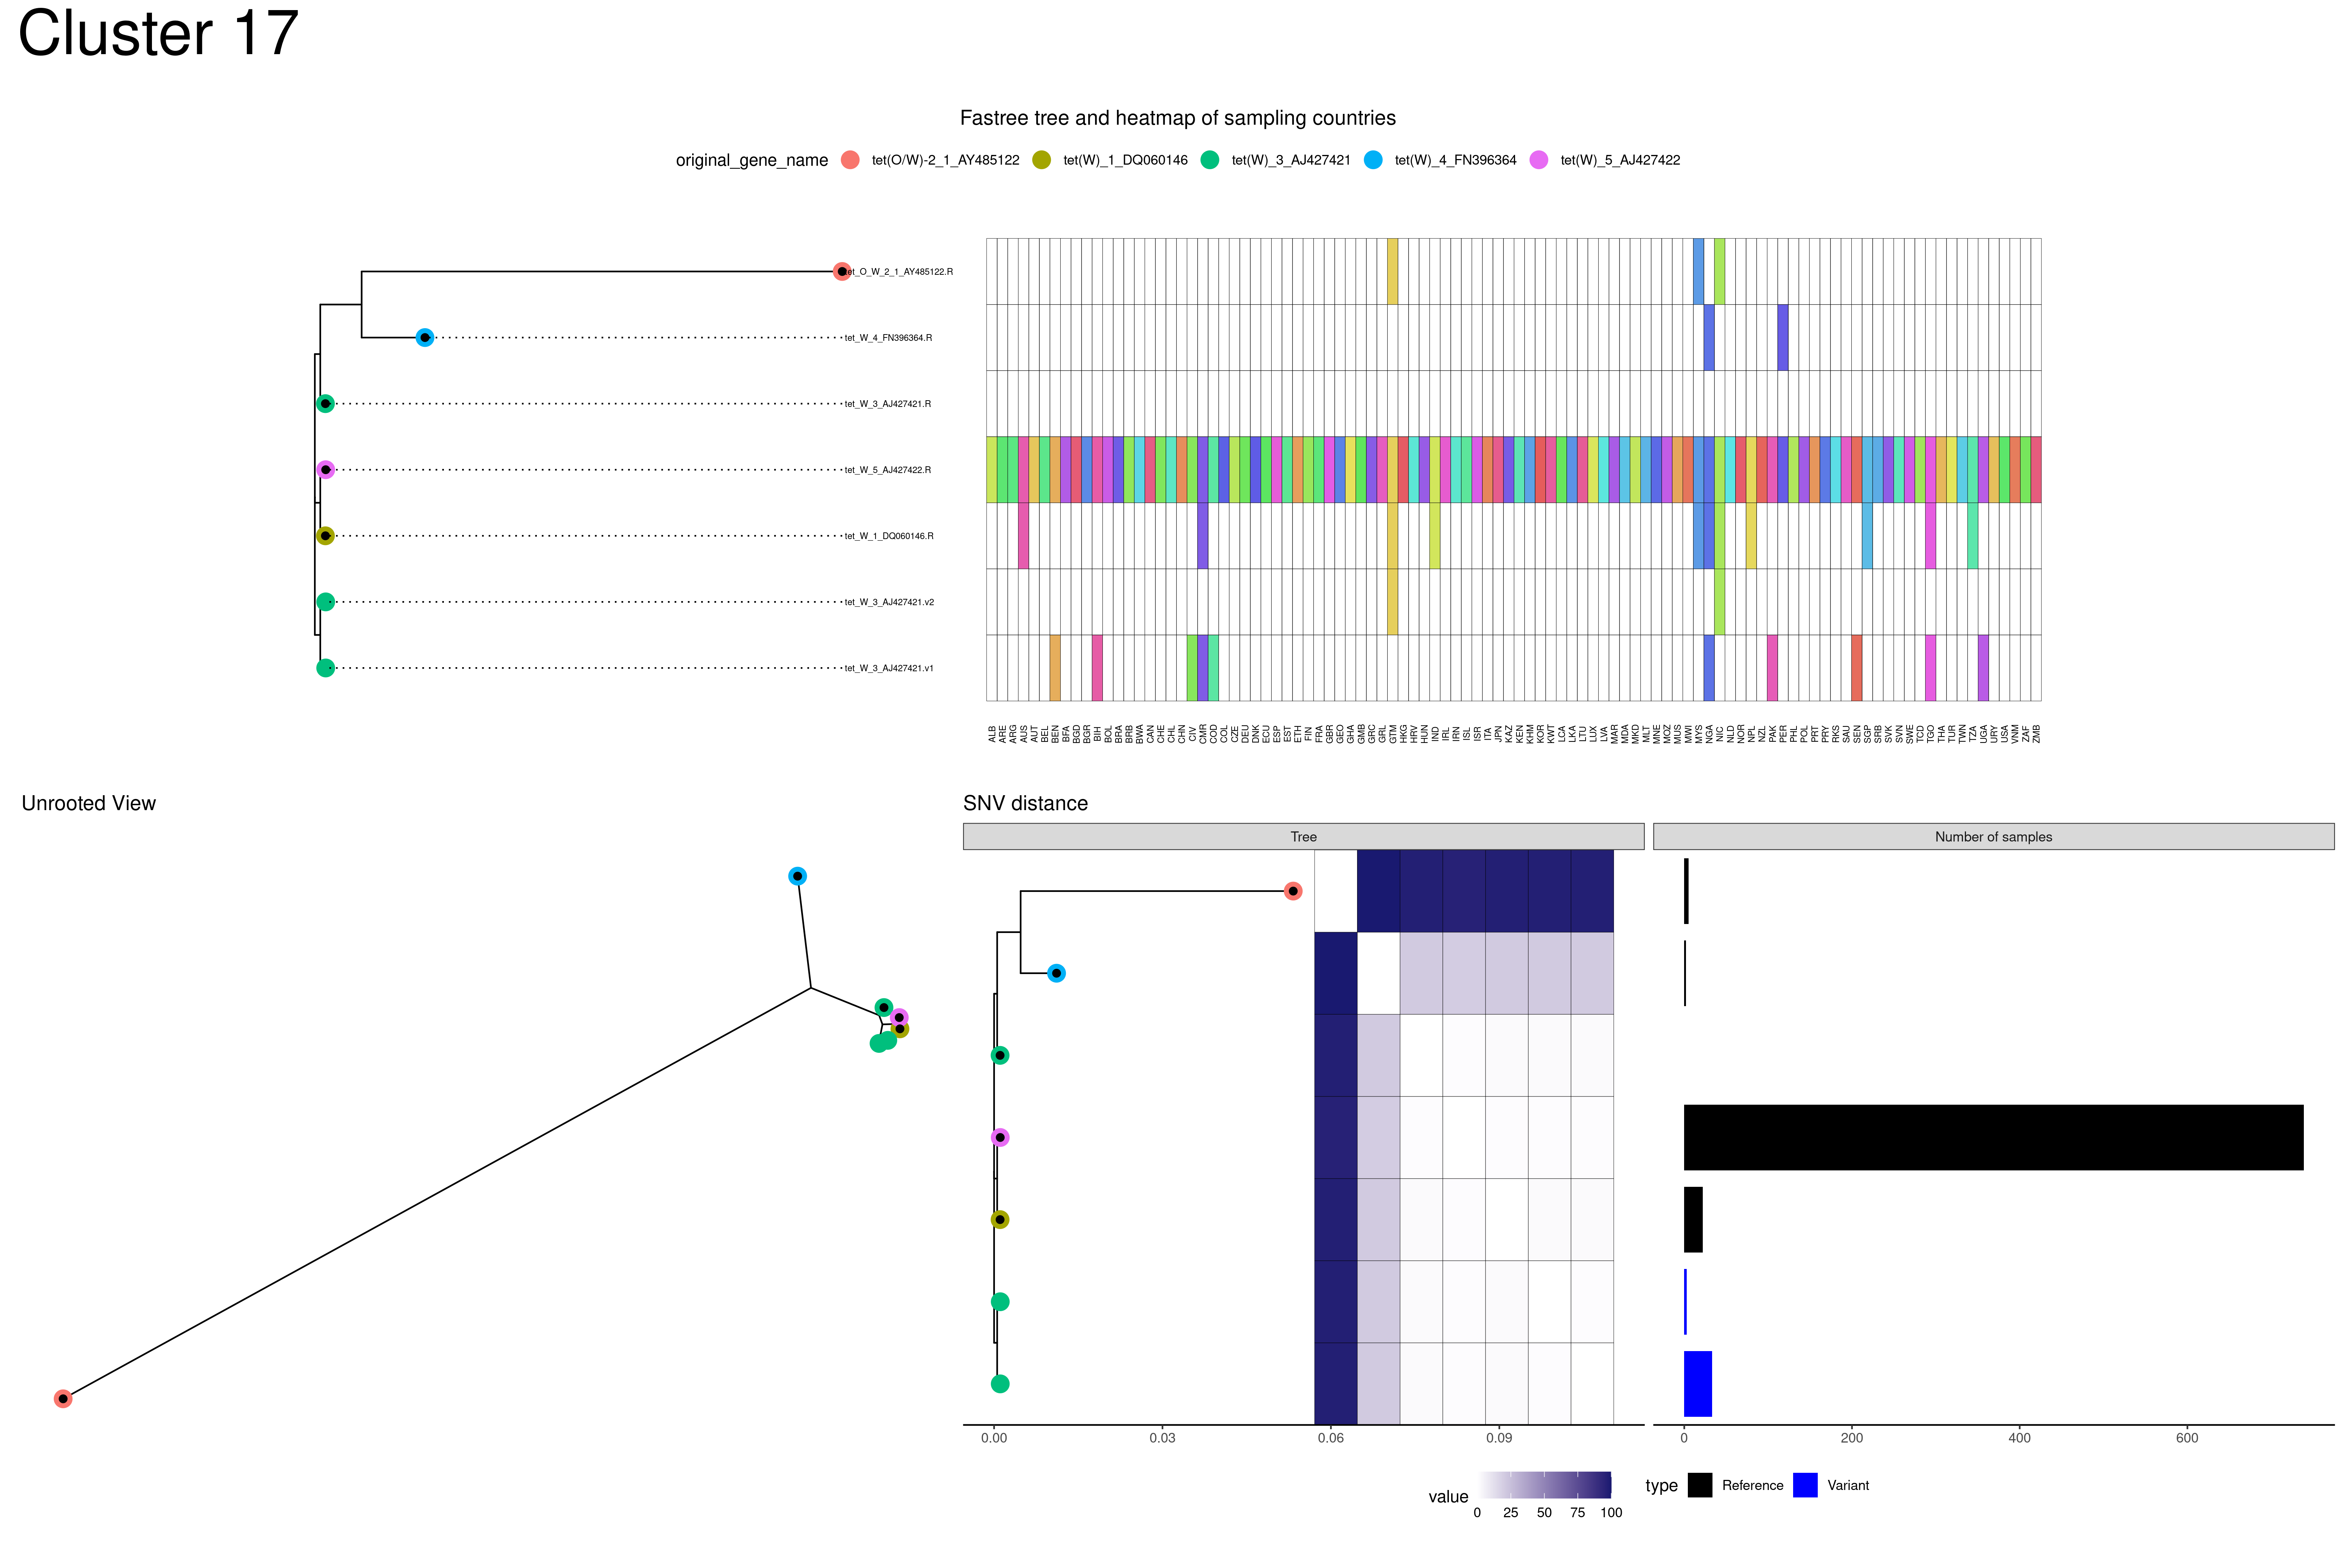 Cluster 17
Fastree tree and heatmap of sampling countries
original_gene_name tet(O/W)-2_1_AY485122 tet(W)_1_DQ060146 tet(W)_3_AJ427421 tet(W)_4_FN396364 tet(W)_5_AJ427422
tet_O_W_2_1_AY485122.R
tet_W_4_FN396364.R
tet_W_3_AJ427421.R
tet_W_5_AJ427422.R
tet_W_1_DQ060146.R
tet_W_3_AJ427421.v2
tet_W_3_AJ427421.v1
ALB ARE ARG AUS AUT BEL BEN BFA BGD BGR BIH BOL BRA BRB BWA CAN CHE CHL CHN CIV CMR COD COL CZE DEU DNK ECU ESP EST ETH FIN FRA GBR GEO GHA GMB GRC GRL GTM HKG HRV HUN IND IRL IRN ISL ISR ITA JPN KAZ KEN KHM KOR KWT LCA LKA LTU LUX LVA MAR MDA MKD MLT MNE MOZ MUS MWI MYS NGA NIC NLD NOR NPL NZL PAK PER PHL POL PRT PRY RKS SAU SEN SGP SRB SVK SVN SWE TCD TGO THA TUR TWN TZA UGA URY USA VNM ZAF ZMB
Unrooted View
SNV distance
Tree Number of samples
0.00 0.03 0.06 0.09 0 200 400 600
value 0 25 50 75 100 type Reference Variant